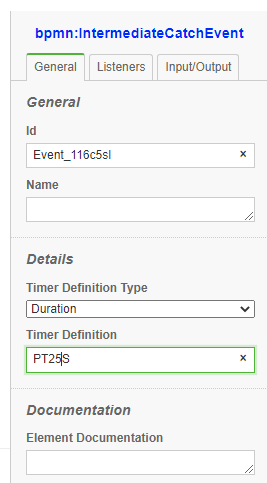 bpmn:IntermediateCatchEvent
General Listeners Input/Output
General
Id
Event_116c5sl ×
Name
Details
Timer Definition Type
Duration
Timer Definition
PT25S ×
Documentation
Element Documentation